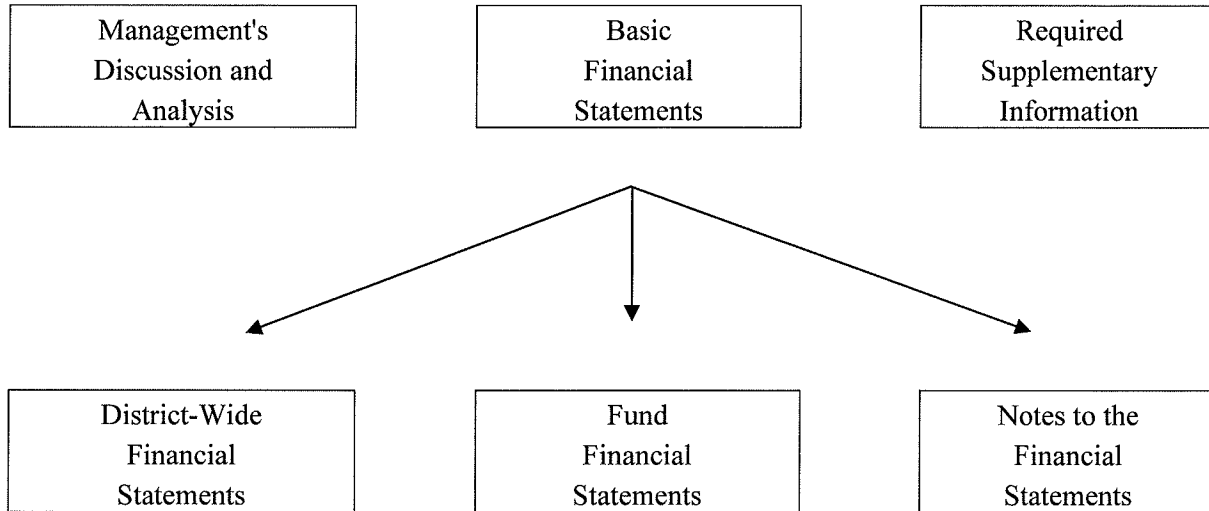 Management's
Discussion and
Analysis
Basic
Financial
Statements
Required
Supplementary
Information
District-Wide
Financial
Statements
Fund
Financial
Statements
Notes to the
Financial
Statements